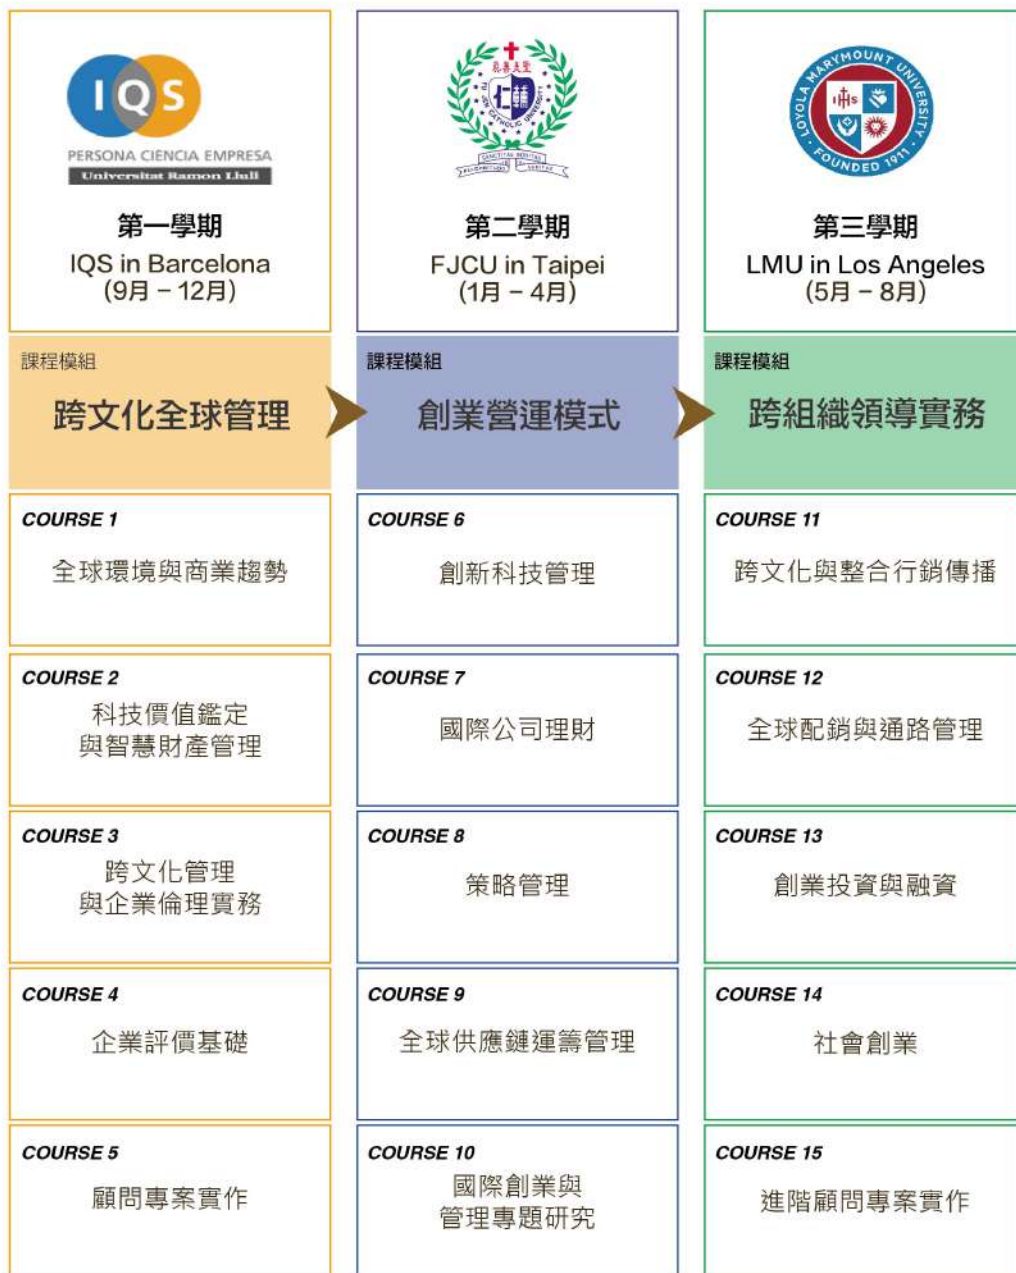 IQS
PERSONA CIÈNCIA EMPRESA
Universitat Ramon Llull
第一學期
IQS in Barcelona
(9月 – 12月)
聖美善真
FU JEN CATHOLIC UNIVERSITY
輔仁
第二學期
FJCU in Taipei
(1月 – 4月)
LOYOLA MARYMOUNT UNIVERSITY
IHS
FOUNDED 1911
第三學期
LMU in Los Angeles
(5月 – 8月)
課程模組
跨文化全球管理
課程模組
創業營運模式
課程模組
跨組織領導實務
COURSE 1
全球環境與商業趨勢
COURSE 6
創新科技管理
COURSE 11
跨文化與整合行銷傳播
COURSE 2
科技價值鑑定
與智慧財產管理
COURSE 7
國際公司理財
COURSE 12
全球配銷與通路管理
COURSE 3
跨文化管理
與企業倫理實務
COURSE 8
策略管理
COURSE 13
創業投資與融資
COURSE 4
企業評價基礎
COURSE 9
全球供應鏈運籌管理
COURSE 14
社會創業
COURSE 5
顧問專案實作
COURSE 10
國際創業與
管理專題研究
COURSE 15
進階顧問專案實作